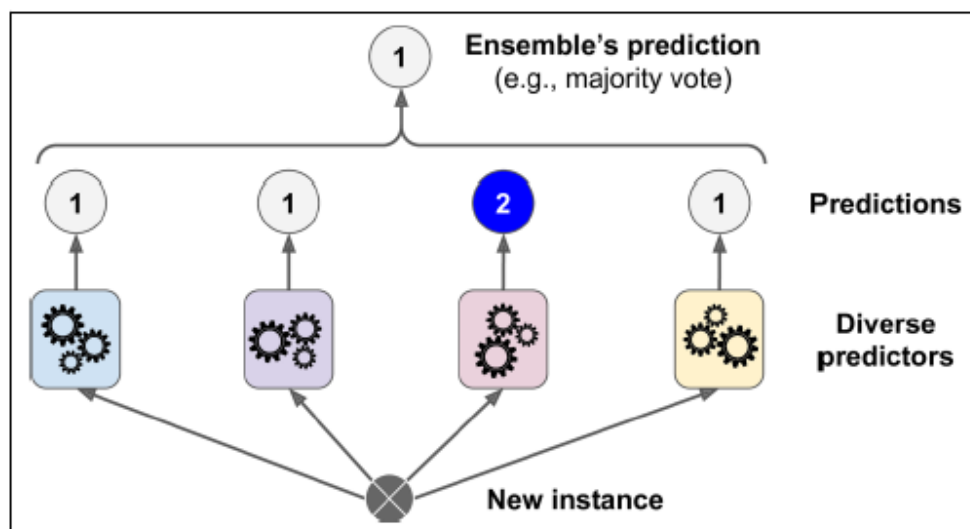 1
Ensemble's prediction
(e.g., majority vote)
1 1 2 1
Predictions
Diverse
predictors
New instance